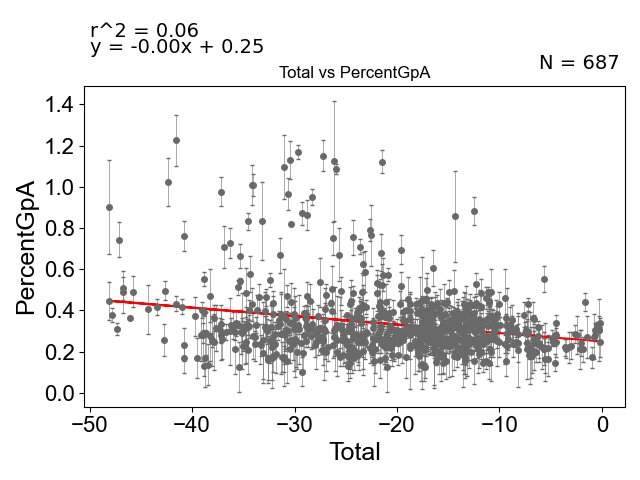 r^2 = 0.06
y = -0.00x + 0.25
N = 687
Total vs PercentGpA
PercentGpA
1.4
1.2
1.0
0.8
0.6
0.4
0.2
0.0
−50 −40 −30 −20 −10 0
Total